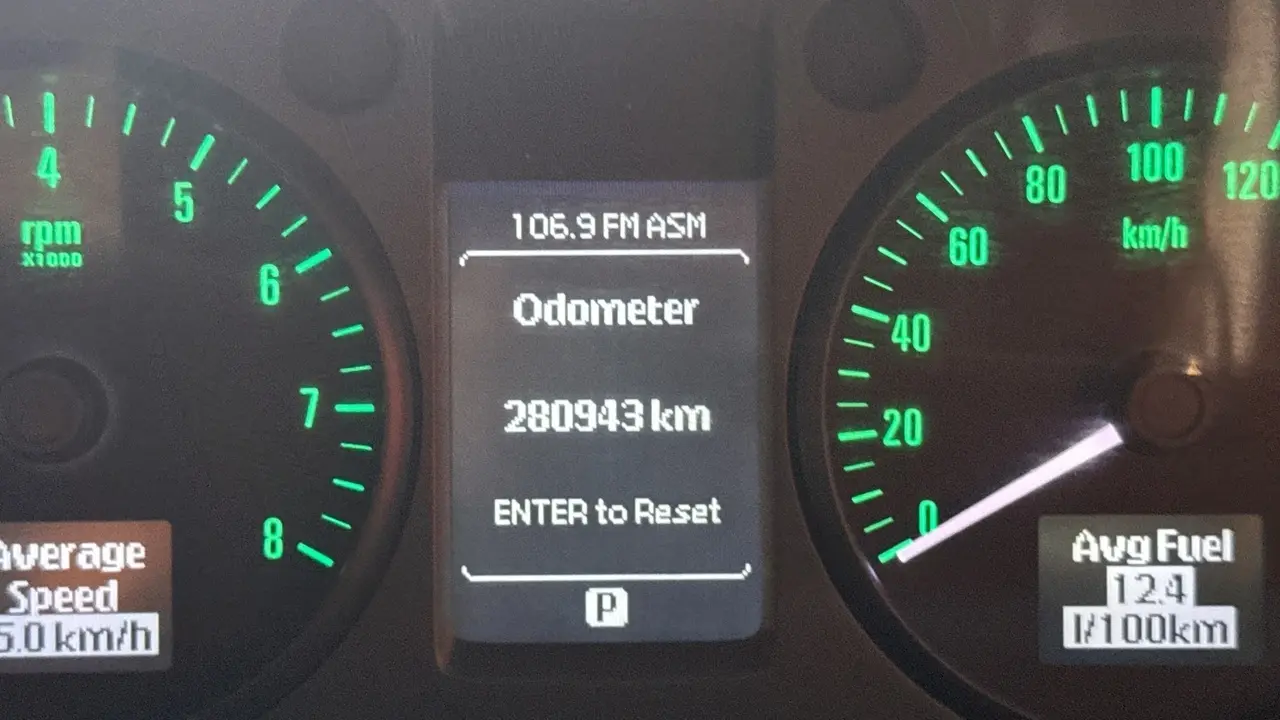 4
rpm
x1000
5
6
7
8
Average
Speed
5.0 km/h
106.9 FM ASM
Odometer
280943 km
ENTER to Reset
P
0
20
40
60
80
100
120
km/h
Avg Fuel
12.4
l/100km